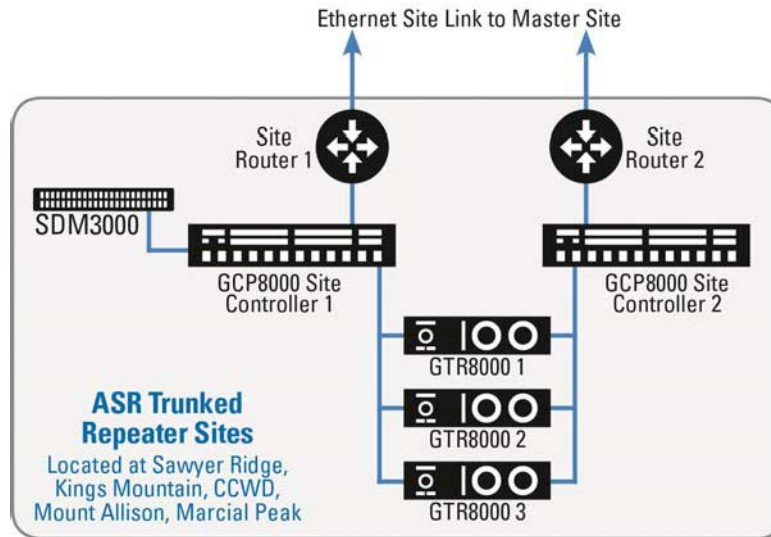 Ethernet Site Link to Master Site
Site
Router 1
Site
Router 2
SDM3000
GCP8000 Site
Controller 1
GCP8000 Site
Controller 2
GTR8000 1
GTR8000 2
GTR8000 3
ASR Trunked
Repeater Sites
Located at Sawyer Ridge,
Kings Mountain, CCWD,
Mount Allison, Marcial Peak